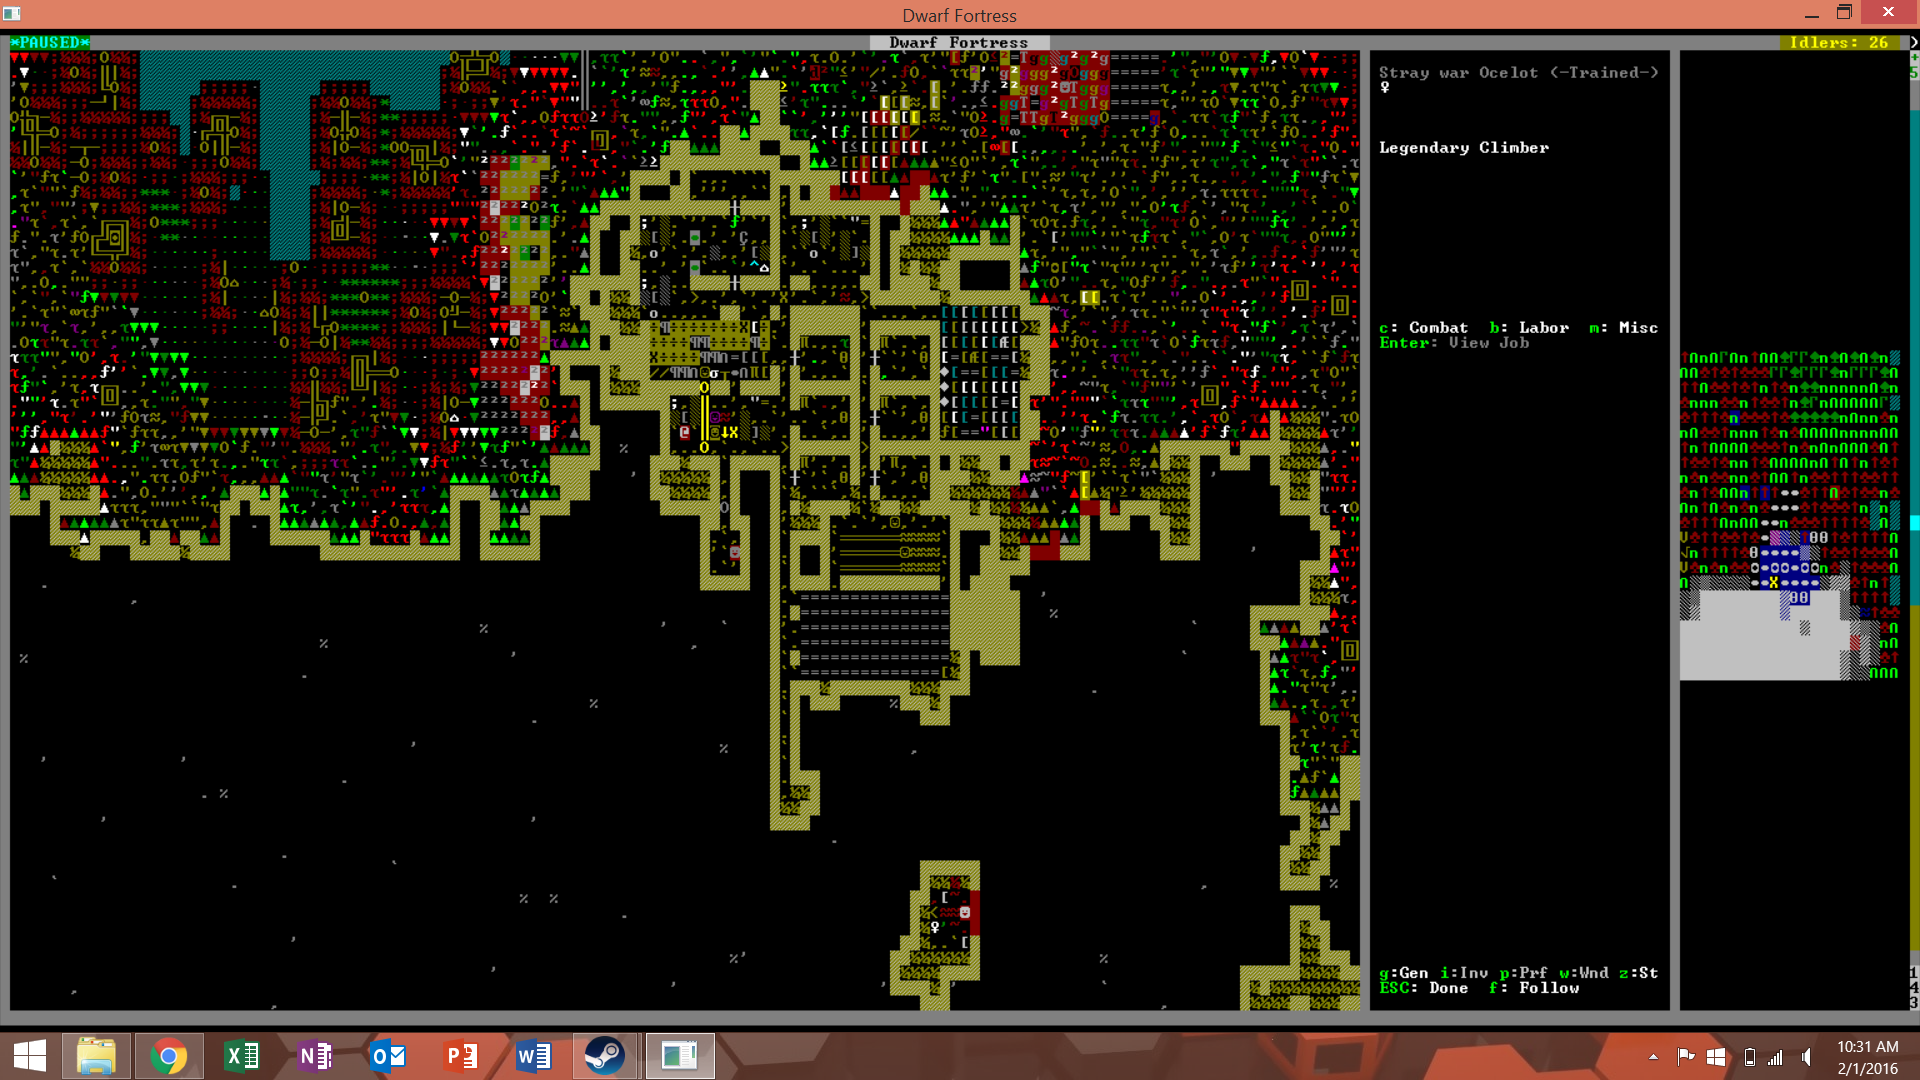 Dwarf Fortress
*PAUSED*
Dwarf Fortress
Idlers: 26
Stray war Ocelot (-Trained-)
♀
Legendary Climber
c: Combat b: Labor m: Misc
Enter: View Job
g:Gen i:Inv p:Prf w:Wnd z:St
ESC: Done f: Follow
10:31 AM
2/1/2016